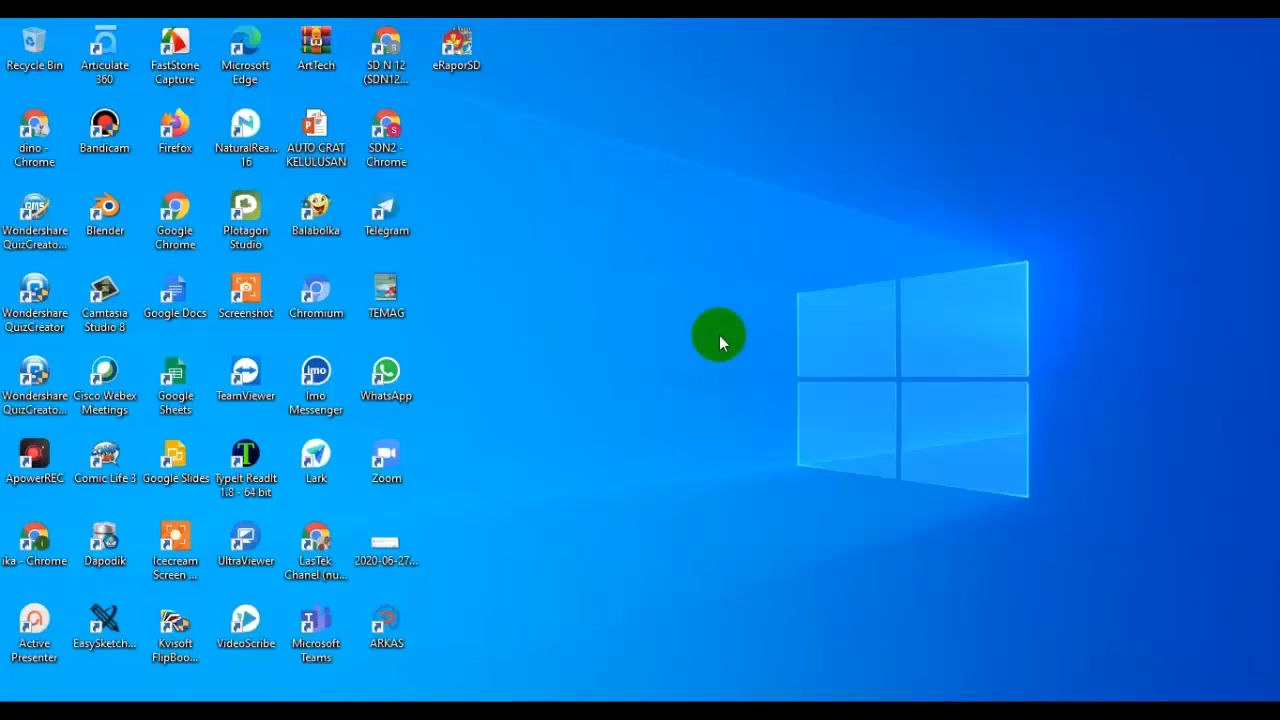 Recycle Bin
Articulate
360
FastStone
Capture
Microsoft
Edge
ArtTech
SD N 12
(SDN12...
eRaporSD
dino -
Chrome
Bandicam
Firefox
NaturalRea...
16
AUTO CRAT
KELULUSAN
SDN2 -
Chrome
Wondershare
QuizCreato...
Blender
Google
Chrome
Plotagon
Studio
Balabolka
Telegram
Wondershare
QuizCreator
Camtasia
Studio 8
Google Docs
Screenshot
Chromium
TEMAG
Wondershare
QuizCreato...
Cisco Webex
Meetings
Google
Sheets
TeamViewer
imo
Imo
Messenger
WhatsApp
ApowerREC
Comic Life 3
Google Slides
TypeIt ReadIt
1.8 - 64 bit
Lark
Zoom
ika - Chrome
Dapodik
Icecream
Screen ...
UltraViewer
LasTek
Chanel (nu...
2020-06-27...
Active
Presenter
EasySketch...
Kvisoft
FlipBoo...
VideoScribe
Microsoft
Teams
ARKAS